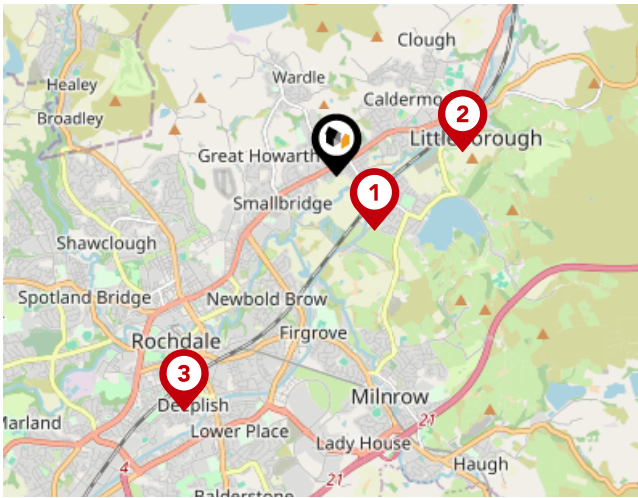 Clough
Wardle
Healey
Caldermo
Broadley
2
Littleborough
Great Howarth
1
Smallbridge
Shawclough
Spotland Bridge
Newbold Brow
Firgrove
Rochdale
3
Milnrow
Deeplish
Marland
21
Lower Place
Lady House
4
Haugh
21
Balderstone